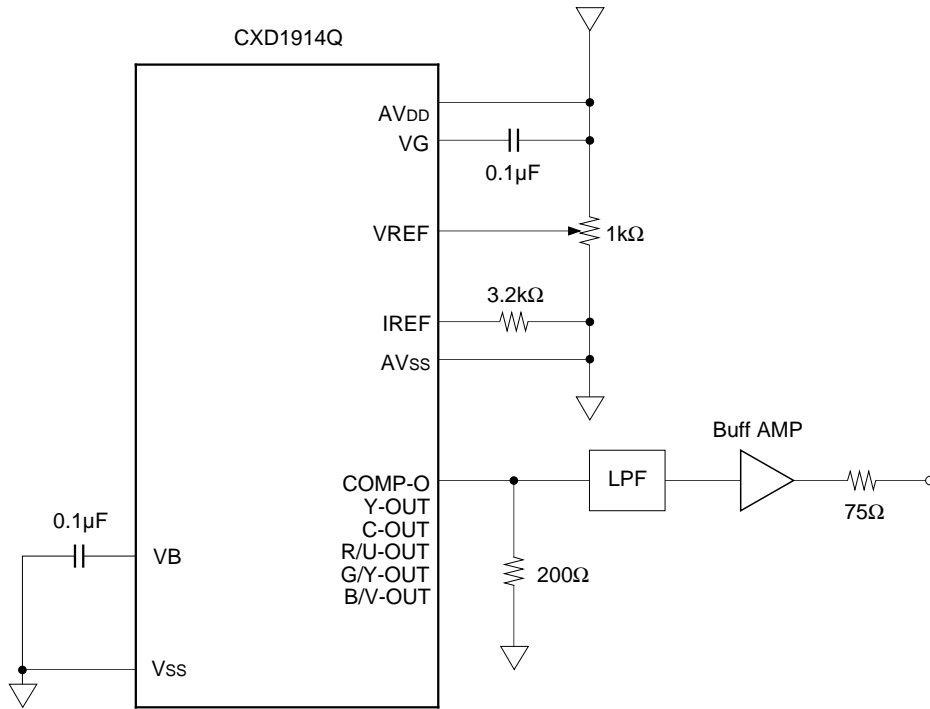 CXD1914Q
AVDD
VG
0.1µF
VREF
1kΩ
3.2kΩ
IREF
AVSS
Buff AMP
COMP-O
LPF
Y-OUT
75Ω
C-OUT
0.1µF
R/U-OUT
VB
G/Y-OUT
200Ω
B/V-OUT
VSS